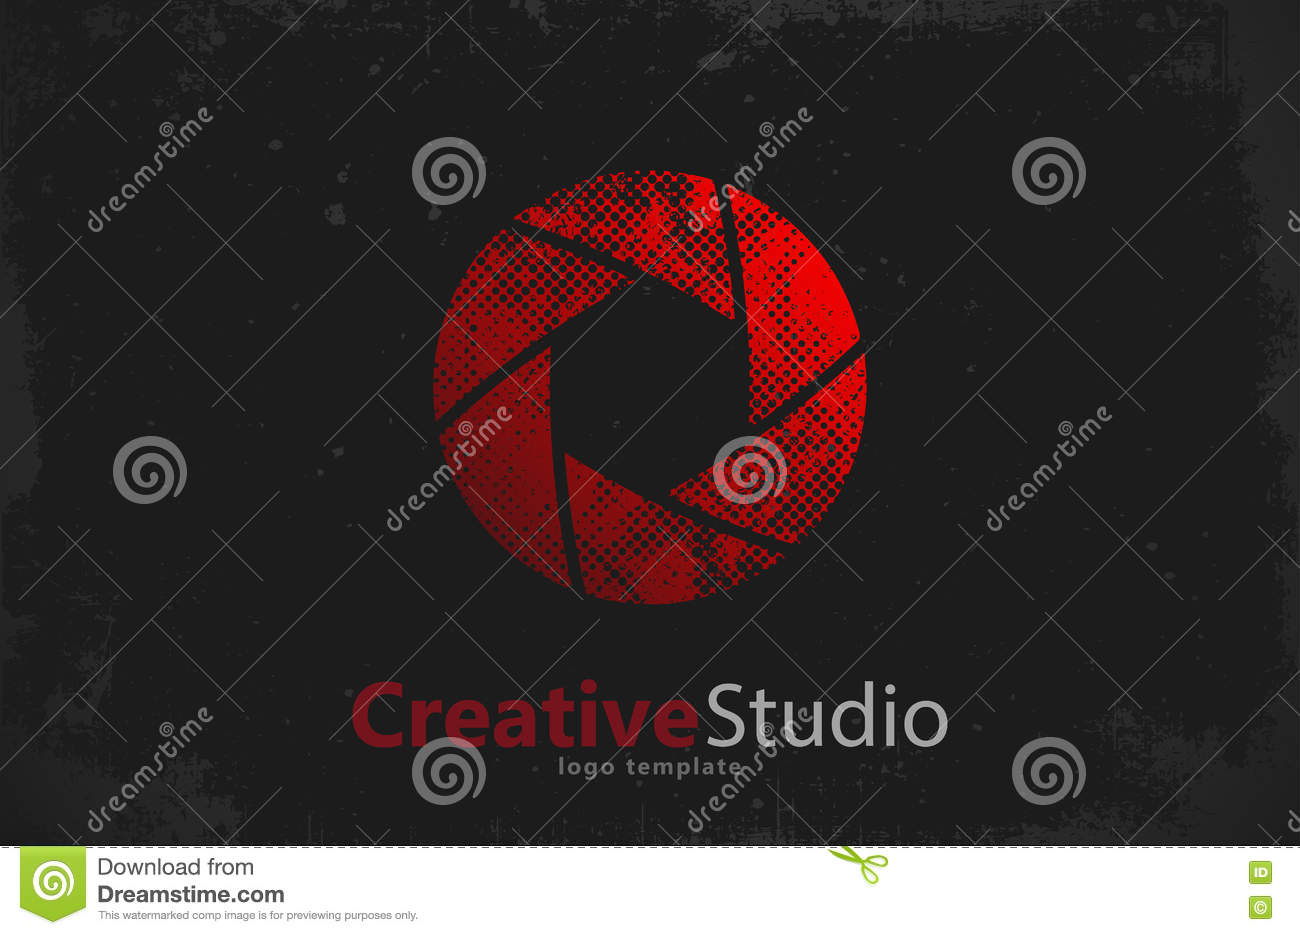 dreamstime
dreamstime
dreamstime
dreamstime
CreativeStudio
logo template
dreamstime
dreamstime
Download from
Dreamstime.com
This watermarked comp image is for previewing purposes only.
ID
©